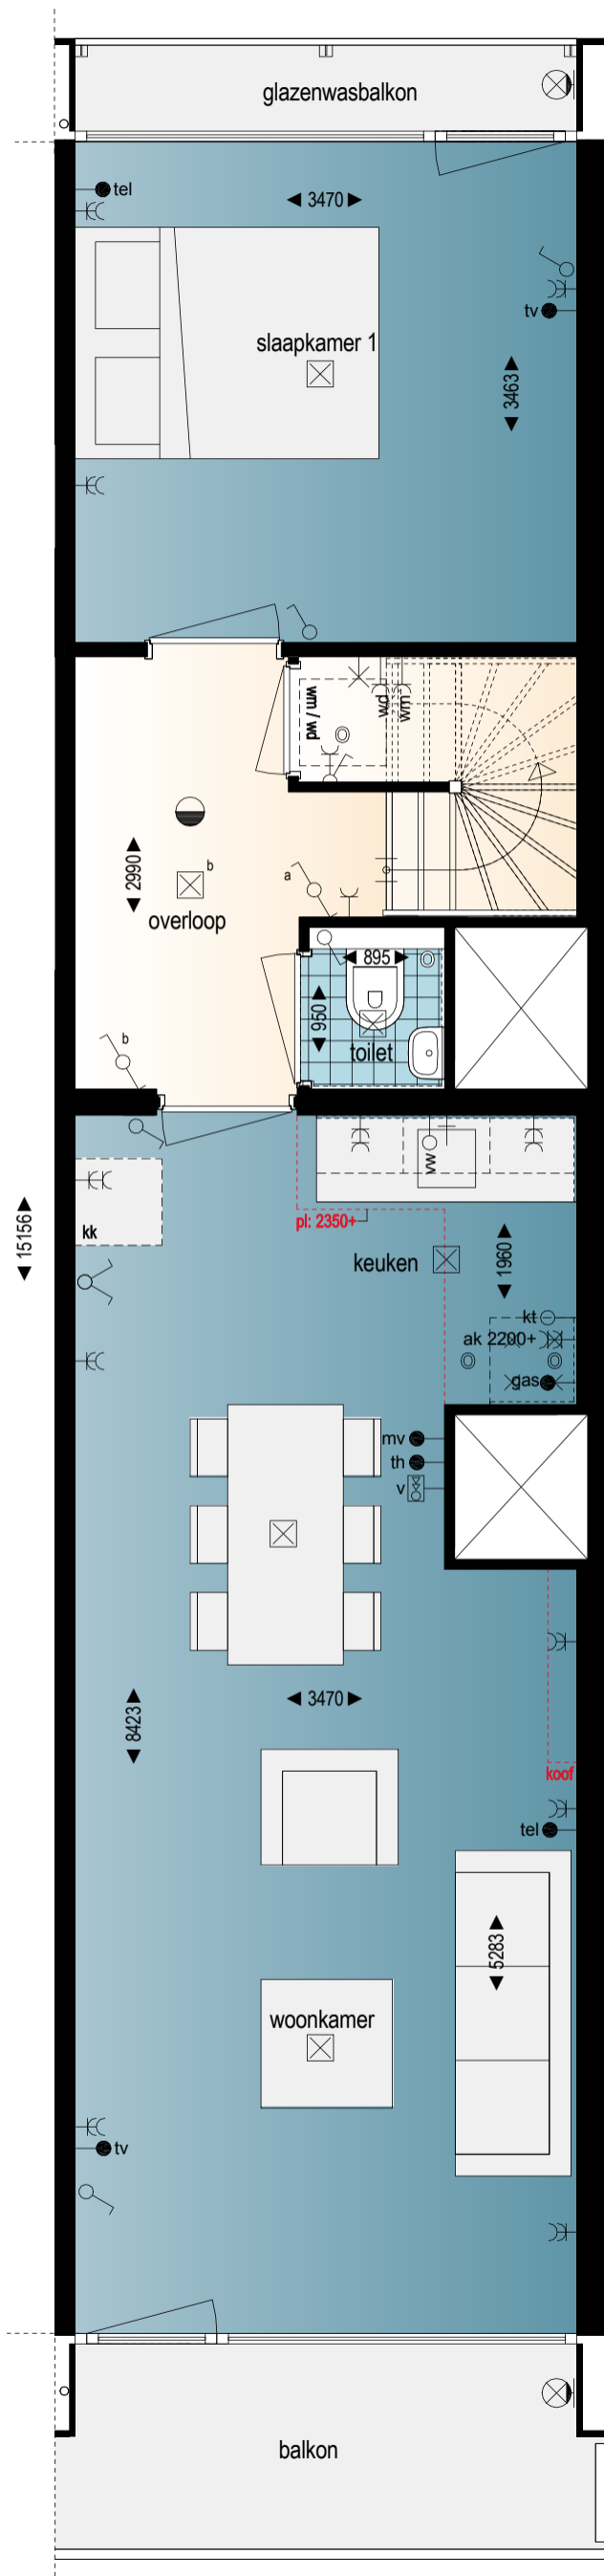 glazenwasbalkon
tel
3470
tv
slaapkamer 1
3463
wm / wd
wd
wm
2990
b
a
overloop
895
950
toilet
b
15156
kk
vw
pl: 2350+
keuken
1960
kt
ak 2200+
gas
mv
th
v
8423
3470
koof
tel
5283
woonkamer
tv
balkon